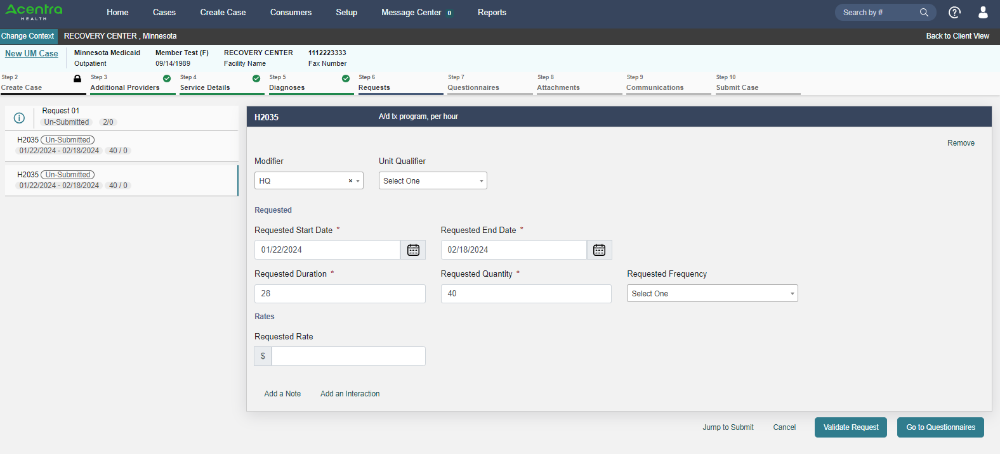 Acentra
HEALTH
Home Cases Create Case Consumers Setup Message Center 0 Reports Search by #
Change Context RECOVERY CENTER , Minnesota Back to Client View
New UM Case
Minnesota Medicaid Member Test (F) RECOVERY CENTER 1112223333
Outpatient 09/14/1989 Facility Name Fax Number
Step 2 Step 3 Step 4 Step 5 Step 6 Step 7 Step 8 Step 9 Step 10
Create Case Additional Providers Service Details Diagnoses Requests Questionnaires Attachments Communications Submit Case
Request 01
Un-Submitted 2/0
H2035 Un-Submitted
01/22/2024 - 02/18/2024 40 / 0
H2035 Un-Submitted
01/22/2024 - 02/18/2024 40 / 0
H2035 A/d tx program, per hour
Remove
Modifier Unit Qualifier
HQ × Select One
Requested
Requested Start Date * Requested End Date *
01/22/2024 02/18/2024
Requested Duration * Requested Quantity * Requested Frequency
28 40 Select One
Rates
Requested Rate
$
Add a Note Add an Interaction
Jump to Submit Cancel Validate Request Go to Questionnaires